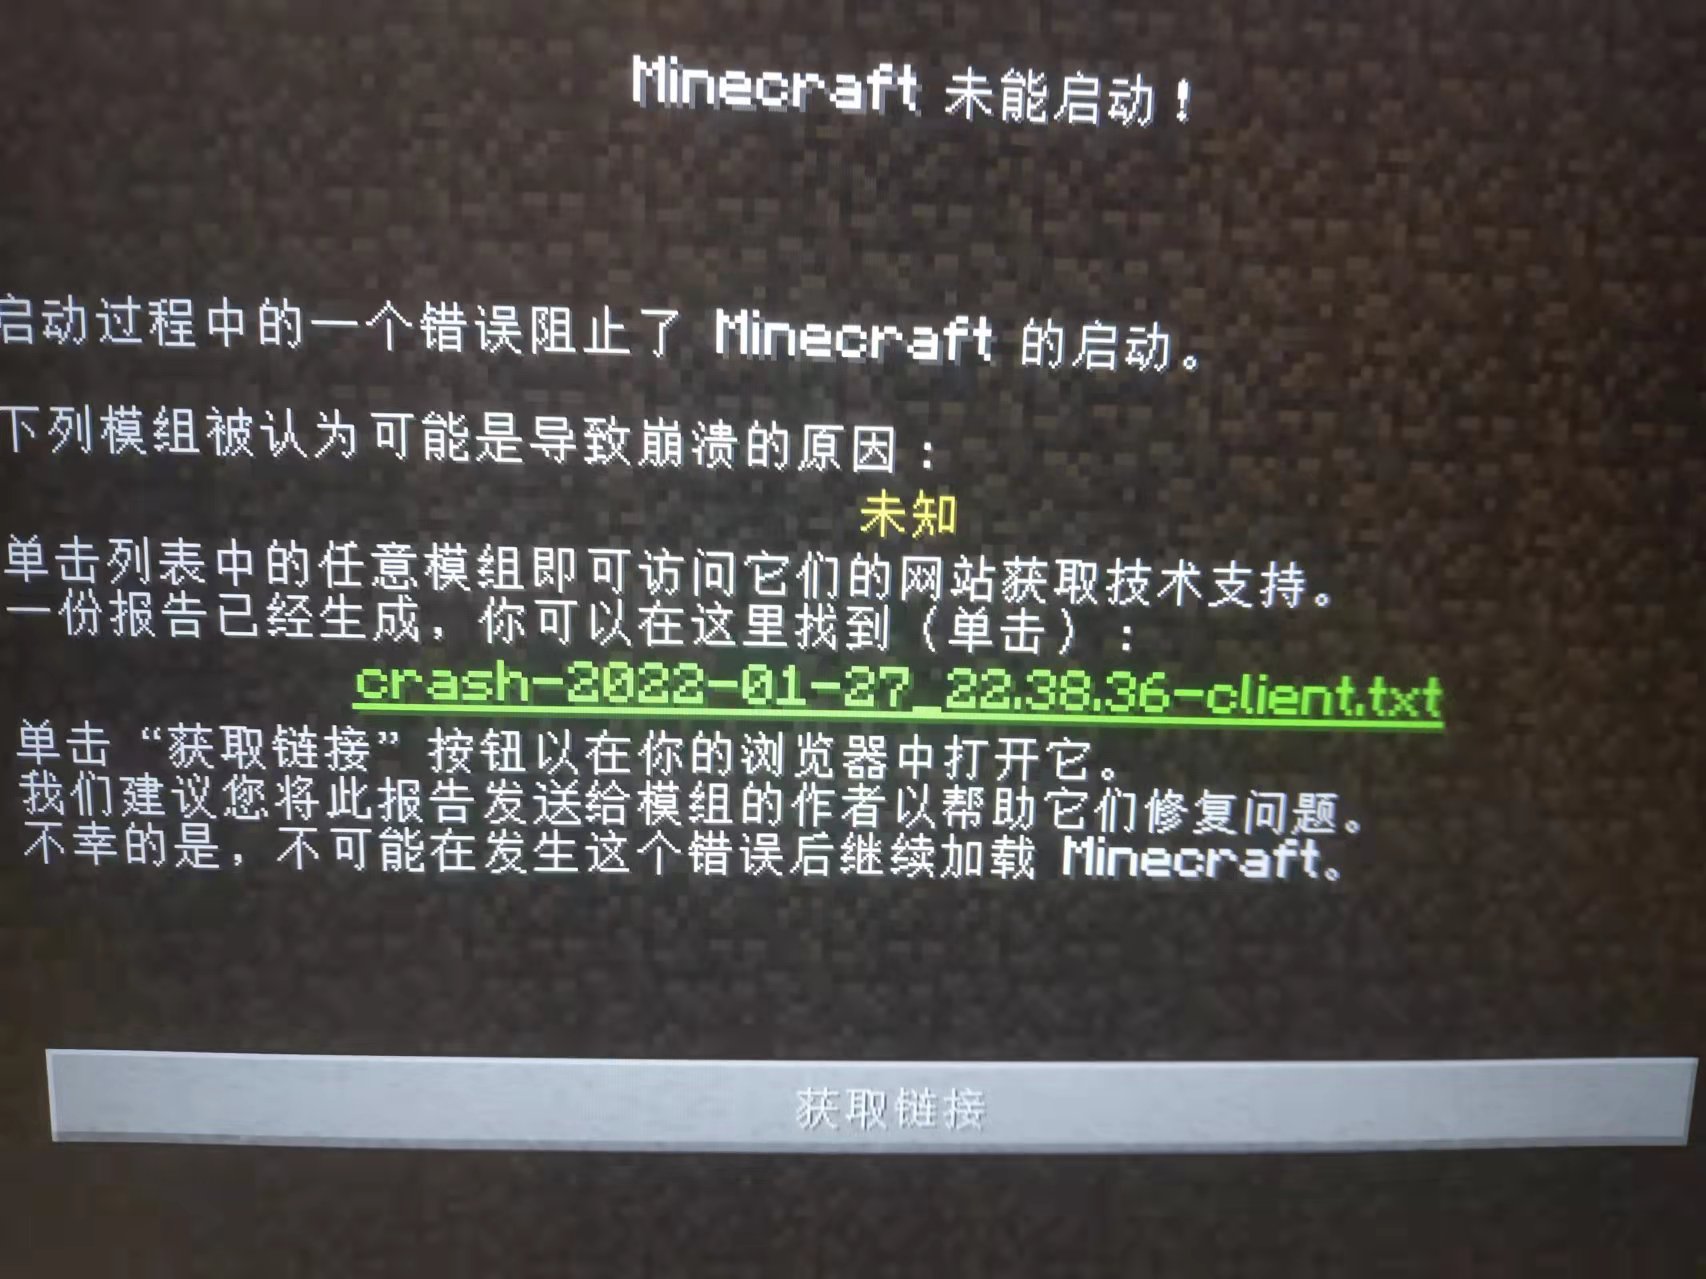 Minecraft 未能启动！
启动过程中的一个错误阻止了 Minecraft 的启动。
下列模组被认为可能是导致崩溃的原因：
未知
单击列表中的任意模组即可访问它们的网站获取技术支持。
一份报告已经生成，你可以在这里找到（单击）：
crash-2022-01-27_22.38.36-client.txt
单击“获取链接”按钮以在你的浏览器中打开它。
我们建议您将此报告发送给模组的作者以帮助它们修复问题。
不幸的是，不可能在发生这个错误后继续加载 Minecraft。
获取链接